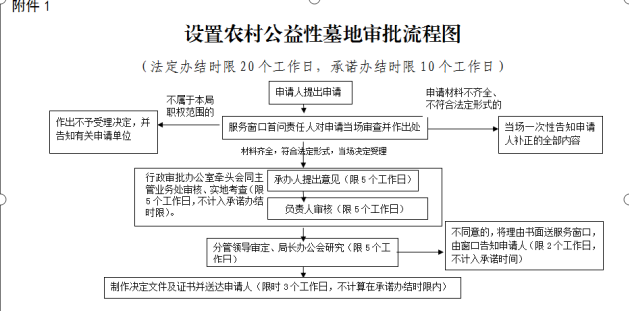 附件 1
设置农村公益性墓地审批流程图
（法定办结时限 20 个工作日，承诺办结时限 10 个工作日）
申请人提出申请
不属于本局
职权范围的
申请材料不齐全、
不符合法定形式的
作出不予受理决定，并
告知有关申请单位
服务窗口首问责任人对申请当场审查并作出处
当场一次性告知申请
人补正的全部内容
材料齐全，符合法定形式，当场决定受理
行政审批办公室牵头会同主
管业务处审核、实地考查（限
5 个工作日，不计入承诺办结
时限）。
承办人提出意见（限 5 个工作日）
负责人审核（限 5 个工作日）
分管领导审定、局长办公会研究（限 5 个工
作日）
不同意的，将理由书面送服务窗口，
由窗口告知申请人（限 2 个工作日，
不计入承诺时间）
制作决定文件及证书并送达申请人（限时 3 个工作日，不计算在承诺办结时限内）